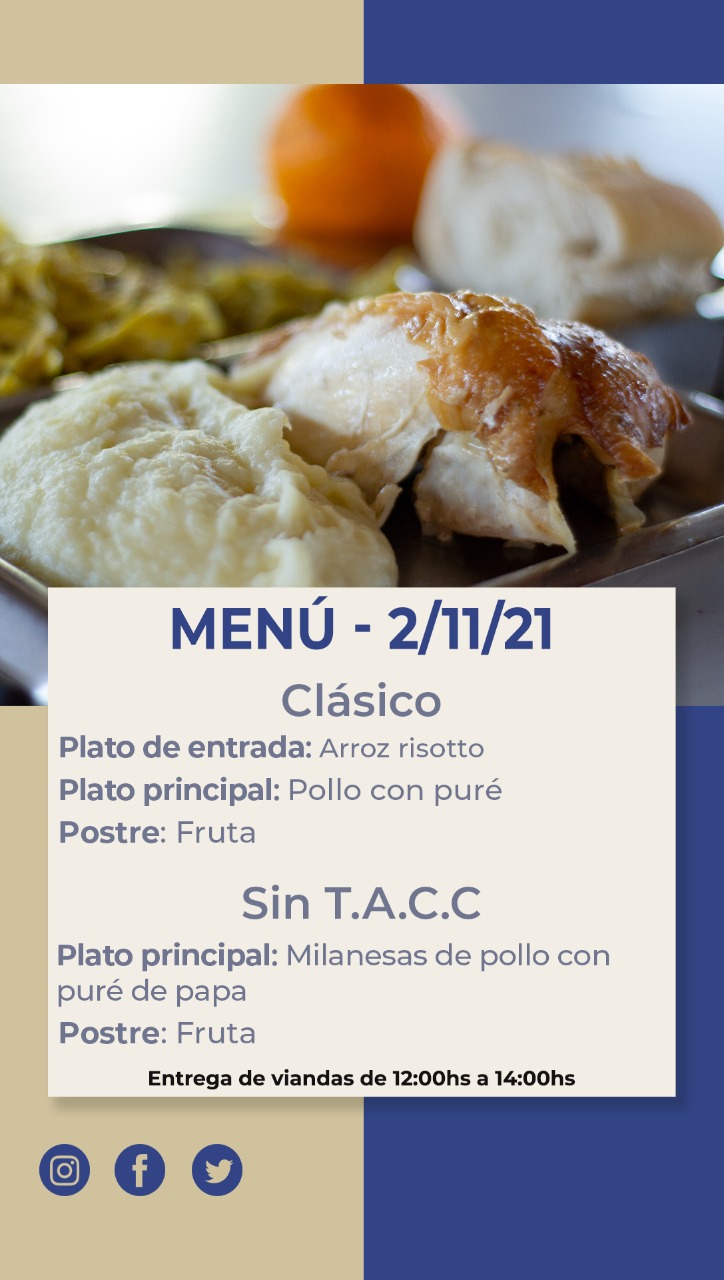 MENÚ - 2/11/21
Clásico
Plato de entrada: Arroz risotto
Plato principal: Pollo con puré
Postre: Fruta
Sin T.A.C.C
Plato principal: Milanesas de pollo con
puré de papa
Postre: Fruta
Entrega de viandas de 12:00hs a 14:00hs